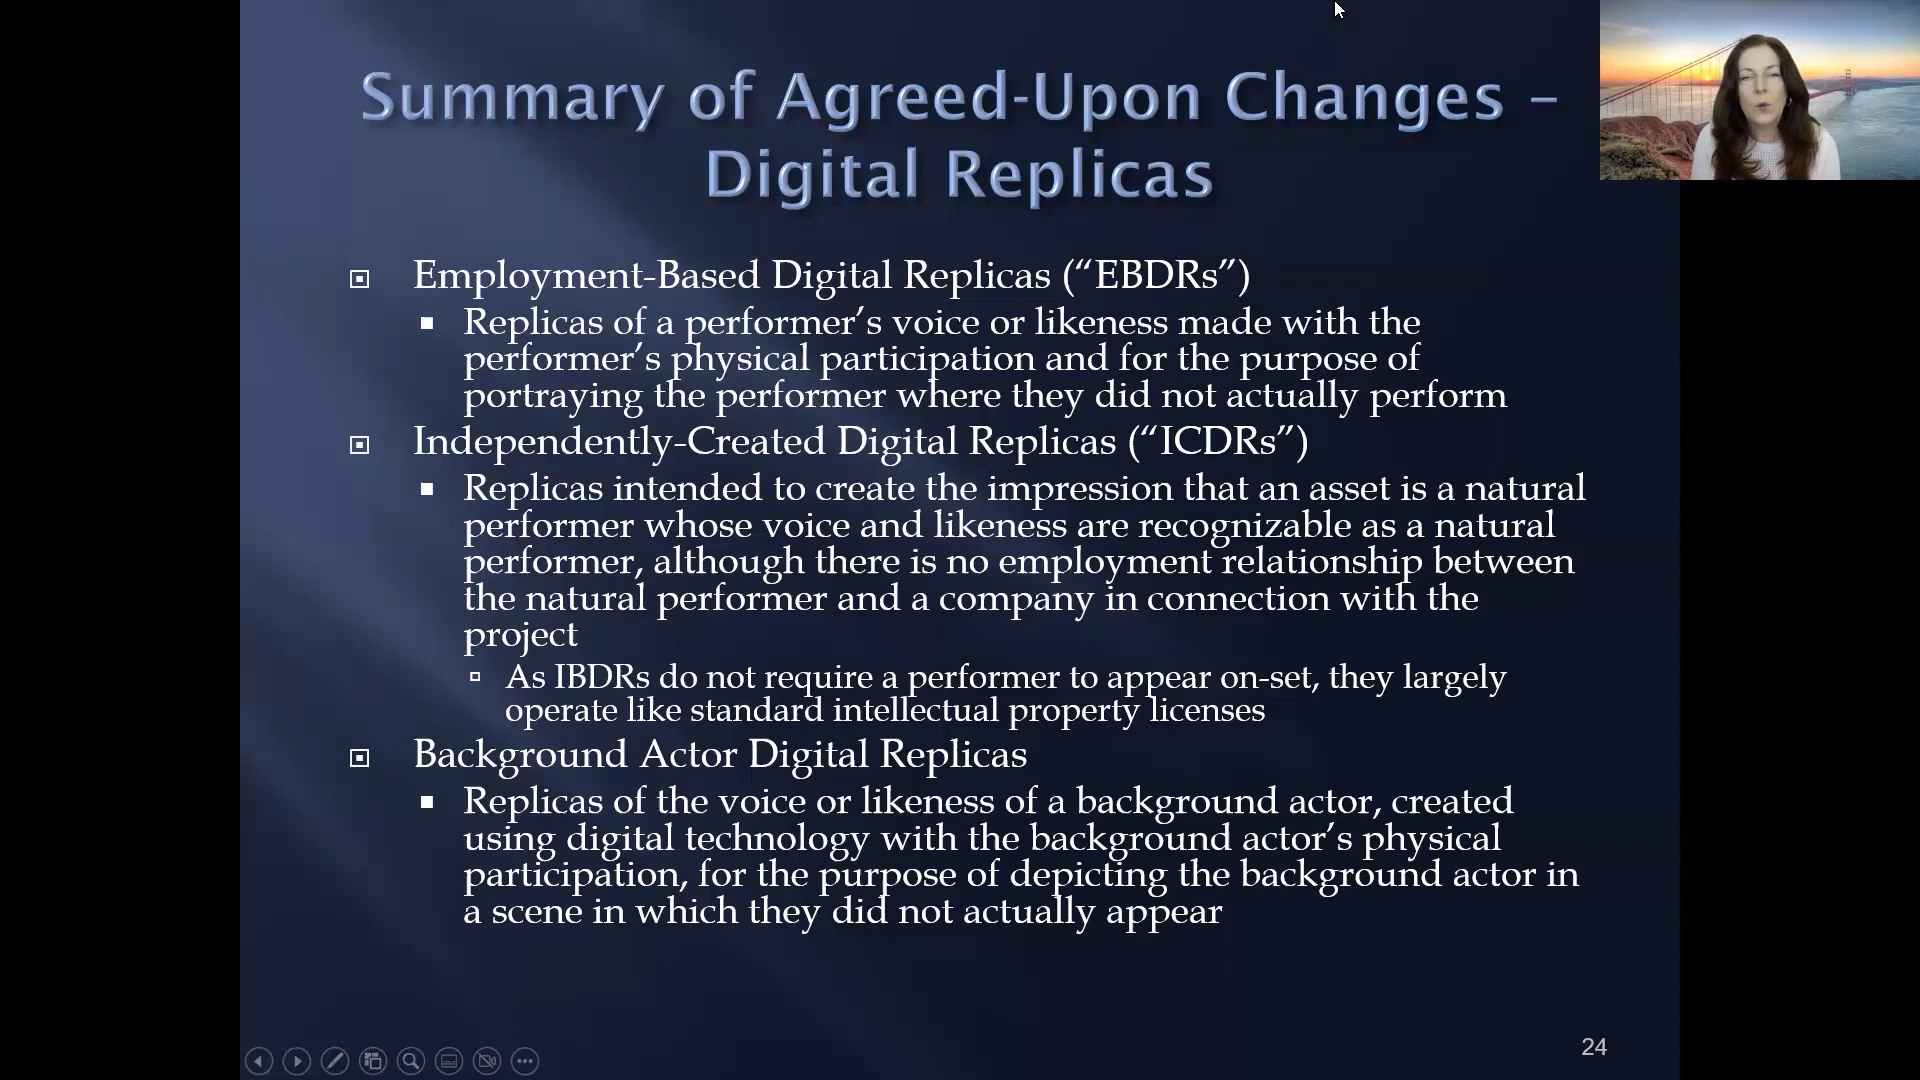 Summary of Agreed-Upon Changes –
Digital Replicas
Employment-Based Digital Replicas (“EBDRs”)
Replicas of a performer’s voice or likeness made with the
performer’s physical participation and for the purpose of
portraying the performer where they did not actually perform
Independently-Created Digital Replicas (“ICDRs”)
Replicas intended to create the impression that an asset is a natural
performer whose voice and likeness are recognizable as a natural
performer, although there is no employment relationship between
the natural performer and a company in connection with the
project
As IBDRs do not require a performer to appear on-set, they largely
operate like standard intellectual property licenses
Background Actor Digital Replicas
Replicas of the voice or likeness of a background actor, created
using digital technology with the background actor’s physical
participation, for the purpose of depicting the background actor in
a scene in which they did not actually appear
24